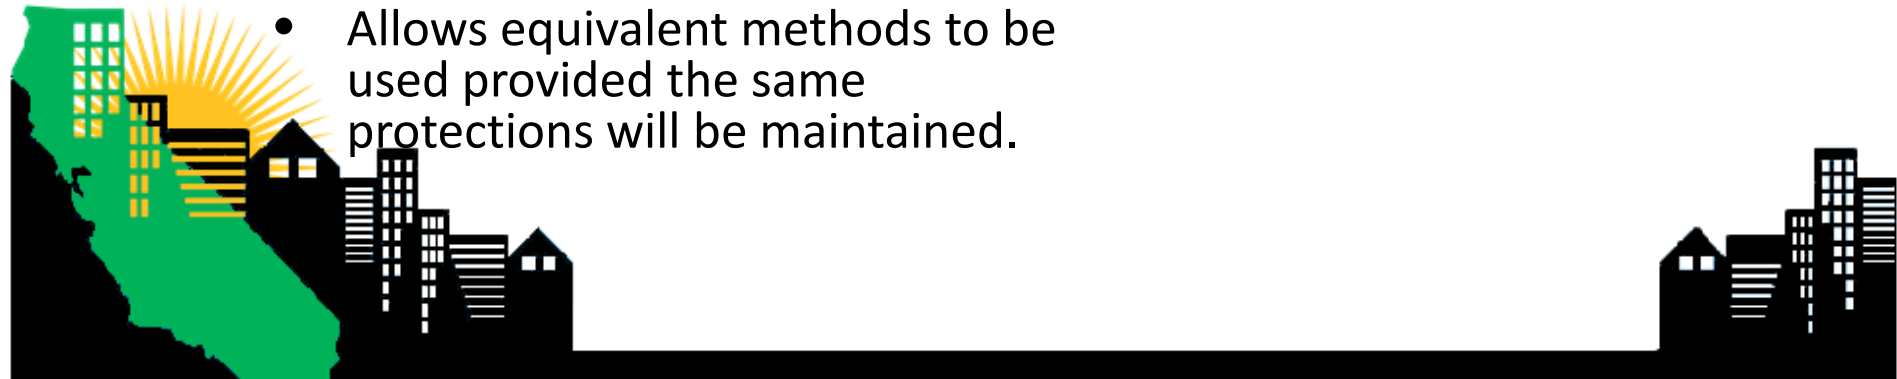 • Allows equivalent methods to be
used provided the same
protections will be maintained.